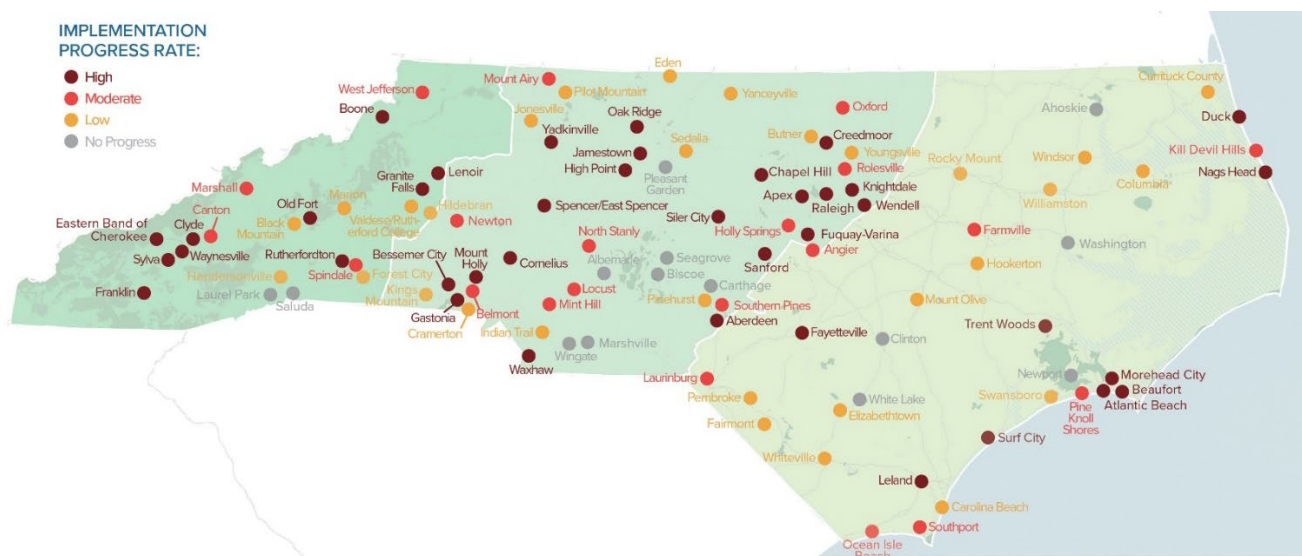 IMPLEMENTATION
PROGRESS RATE:
High
Moderate
Low
No Progress
West Jefferson
Boone
Mount Airy
Pilot Mountain
Jonesville
Yadkinville
Eden
Yanceyville
Oak Ridge
Jamestown
High Point
Sedalia
Pleasant
Garden
Oxford
Butner
Creedmoor
Youngsville
Rolesville
Chapel Hill
Apex
Raleigh
Knightdale
Wendell
Currituck County
Ahoskie
Duck
Kill Devil Hills
Nags Head
Windsor
Columbia
Rocky Mount
Williamston
Marshall
Granite
Falls
Lenoir
Marion
Old Fort
Valdese/Ruth-
erford College
Hildebran
Black
Mountain
Eastern Band of
Cherokee
Clyde
Canton
Sylva
Waynesville
Franklin
Hendersonville
Laurel Park
Saluda
Rutherfordton
Spindale
Forest City
Newton
Spencer/East Spencer
Siler City
Holly Springs
Fuquay-Varina
Angier
Sanford
Farmville
Washington
Hookerton
Bessemer City
Mount
Holly
Cornelius
North Stanly
Albemarle
Seagrove
Biscoe
Carthage
Kings
Mountain
Gastonia
Cramerton
Belmont
Locust
Mint Hill
Indian Trail
Wingate
Marshville
Waxhaw
Pinehurst
Southern Pines
Aberdeen
Fayetteville
Mount Olive
Clinton
Trent Woods
Newport
Morehead City
Beaufort
Atlantic Beach
Swansboro
Pine
Knoll
Shores
Laurinburg
Pembroke
Fairmont
White Lake
Elizabethtown
Whiteville
Surf City
Leland
Carolina Beach
Southport
Ocean Isle
Beach